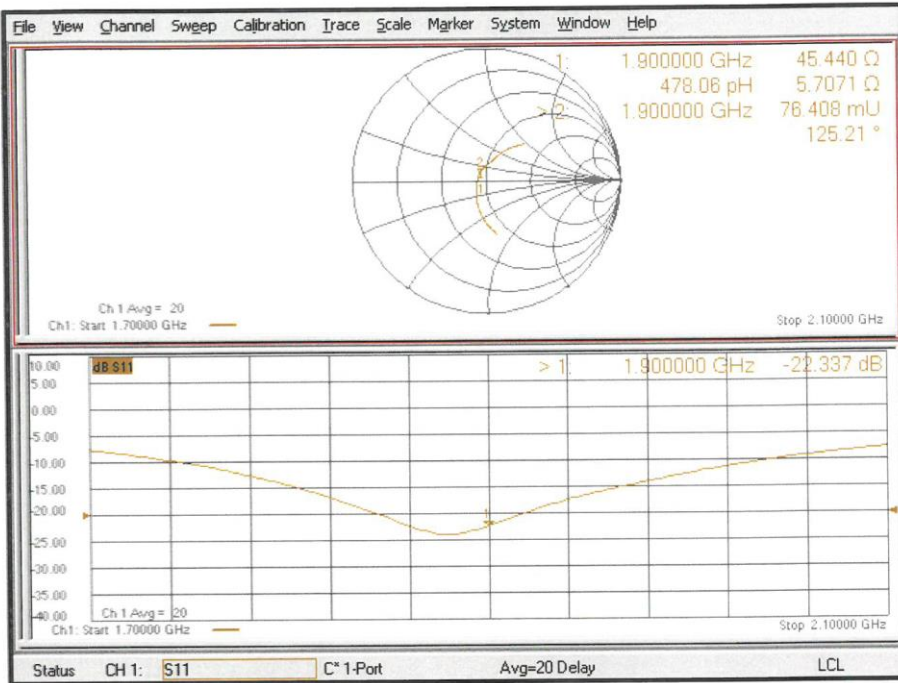 File View Channel Sweep Calibration Trace Scale Marker System Window Help
1: 1.900000 GHz 45.440 Ω
478.06 pH 5.7071 Ω
> 2: 1.900000 GHz 76.408 mU
125.21 °
2
1
Ch 1 Avg = 20
Ch1: Start 1.70000 GHz Stop 2.10000 GHz
10.00 dB S11 > 1: 1.900000 GHz -22.337 dB
5.00
0.00
-5.00
-10.00
-15.00
-20.00 1
-25.00
-30.00
-35.00
-40.00 Ch 1 Avg = 20
Ch1: Start 1.70000 GHz Stop 2.10000 GHz
Status CH 1: S11 C* 1-Port Avg=20 Delay LCL